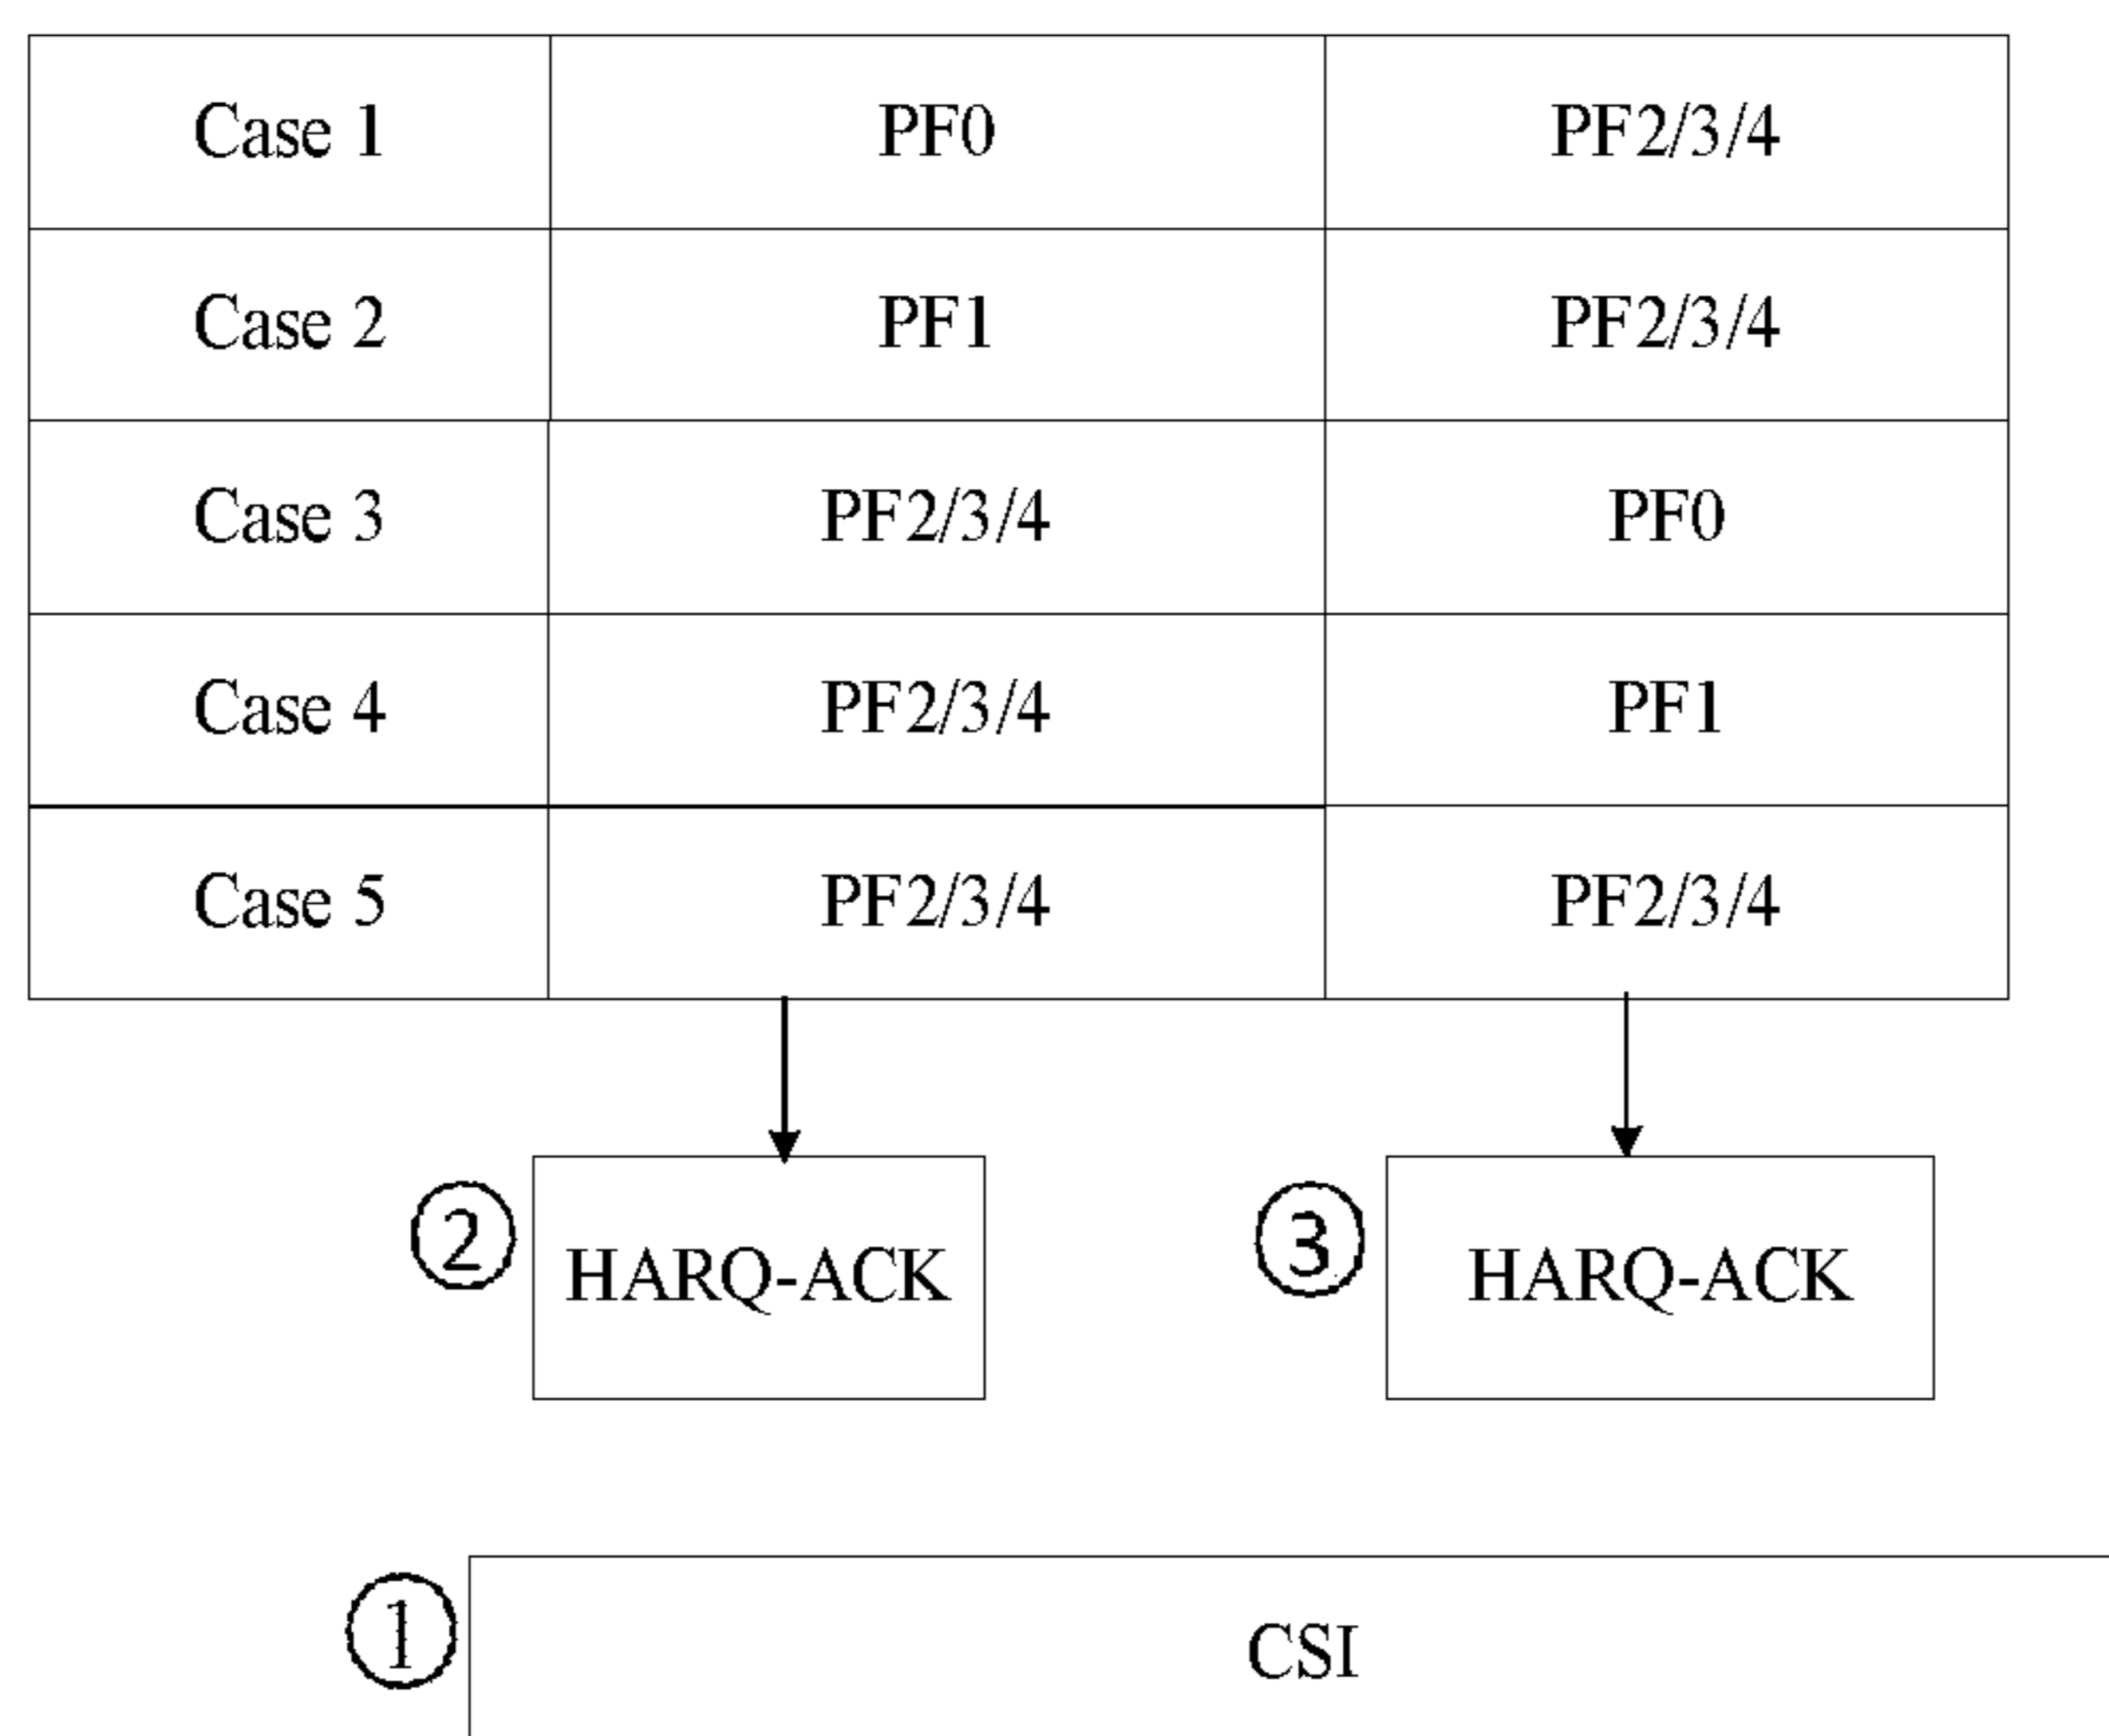 Case 1 PF0 PF2/3/4
Case 2 PF1 PF2/3/4
Case 3 PF2/3/4 PF0
Case 4 PF2/3/4 PF1
Case 5 PF2/3/4 PF2/3/4
② HARQ-ACK ③ HARQ-ACK
① CSI